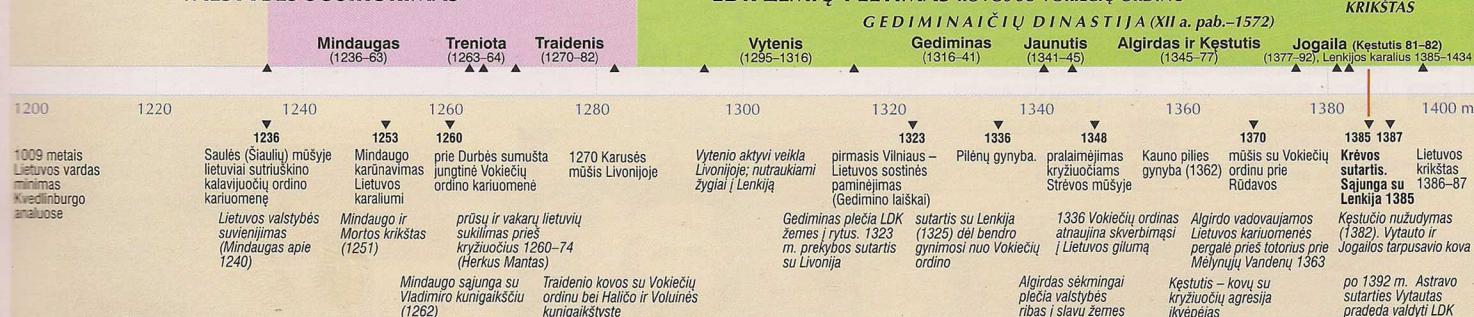 KRIKŠTAS
GEDIMINAIČIŲ DINASTIJA (XII a. pab.–1572)
Mindaugas
(1236–63)
Treniota
(1263–64)
Traidenis
(1270–82)
Vytenis
(1295–1316)
Gediminas
(1316–41)
Jaunutis
(1341–45)
Algirdas ir Kęstutis
(1345–77)
Jogaila (Kęstutis 81–82)
(1377–92), Lenkijos karalius 1385–1434
1200 1220 1240 1260 1280 1300 1320 1340 1360 1380 1400 m
1009 metais
Lietuvos vardas
minimas
Kvedlinburgo
analuose
1236
Saulės (Šiaulių) mūšyje
lietuviai sutriuškino
kalavijuočių ordino
kariuomenę
Lietuvos valstybės
suvienijimas
(Mindaugas apie
1240)
1253
Mindaugo
karūnavimas
Lietuvos
karaliumi
Mindaugo ir
Mortos krikštas
(1251)
1260
prie Durbės sumušta
jungtinė Vokiečių
ordino kariuomenė
prūsų ir vakarų lietuvių
sukilimas prieš
kryžiuočius 1260–74
(Herkus Mantas)
Mindaugo sąjunga su
Vladimiro kunigaikščiu
(1262)
1270 Karusės
mūšis Livonijoje
Traidenio kovos su Vokiečių
ordinu bei Haličo ir Voluinės
kunigaikštyste
Vytenio aktyvi veikla
Livonijoje; nutraukiami
žygiai į Lenkiją
1323
pirmasis Vilniaus –
Lietuvos sostinės
paminėjimas
(Gedimino laiškai)
Gediminas plečia LDK
žemes į rytus. 1323
m. prekybos sutartis
su Livonija
1336
Pilėnų gynyba.
sutartis su Lenkija
(1325) dėl bendro
gynimosi nuo Vokiečių
ordino
1348
pralaimėjimas
kryžiuočiams
Strėvos mūšyje
1336 Vokiečių ordinas
atnaujina skverbimąsi
į Lietuvos gilumą
Algirdas sėkmingai
plečia valstybės
ribas į slavų žemes
Kauno pilies
gynyba (1362)
1370
mūšis su Vokiečių
ordinu prie
Rūdavos
Algirdo vadovaujamos
Lietuvos kariuomenės
pergalė prieš totorius prie
Mėlynųjų Vandenų 1363
Kęstutis – kovų su
kryžiuočių agresija
įkvėpėjas
1385 1387
Krėvos
sutartis.
Sąjunga su
Lenkija 1385
Lietuvos
krikštas
1386–87
Kęstučio nužudymas
(1382). Vytauto ir
Jogailos tarpusavio kova
po 1392 m. Astravo
sutarties Vytautas
pradeda valdyti LDK